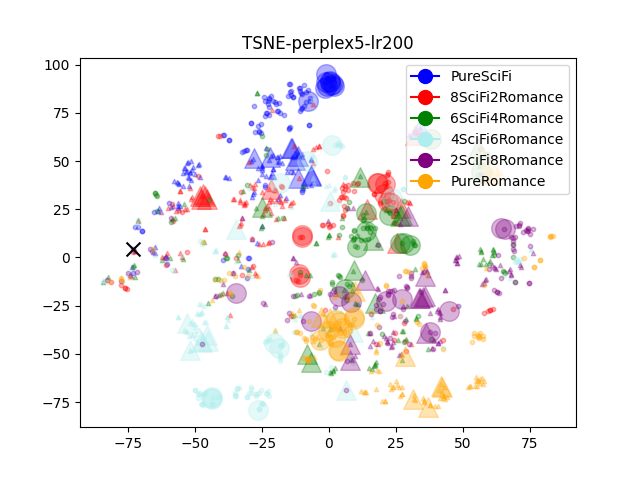 TSNE-perplex5-lr200
100
75
50
25
0
−25
−50
−75
−75
−50
−25
0
25
50
75
PureSciFi
8SciFi2Romance
6SciFi4Romance
4SciFi6Romance
2SciFi8Romance
PureRomance